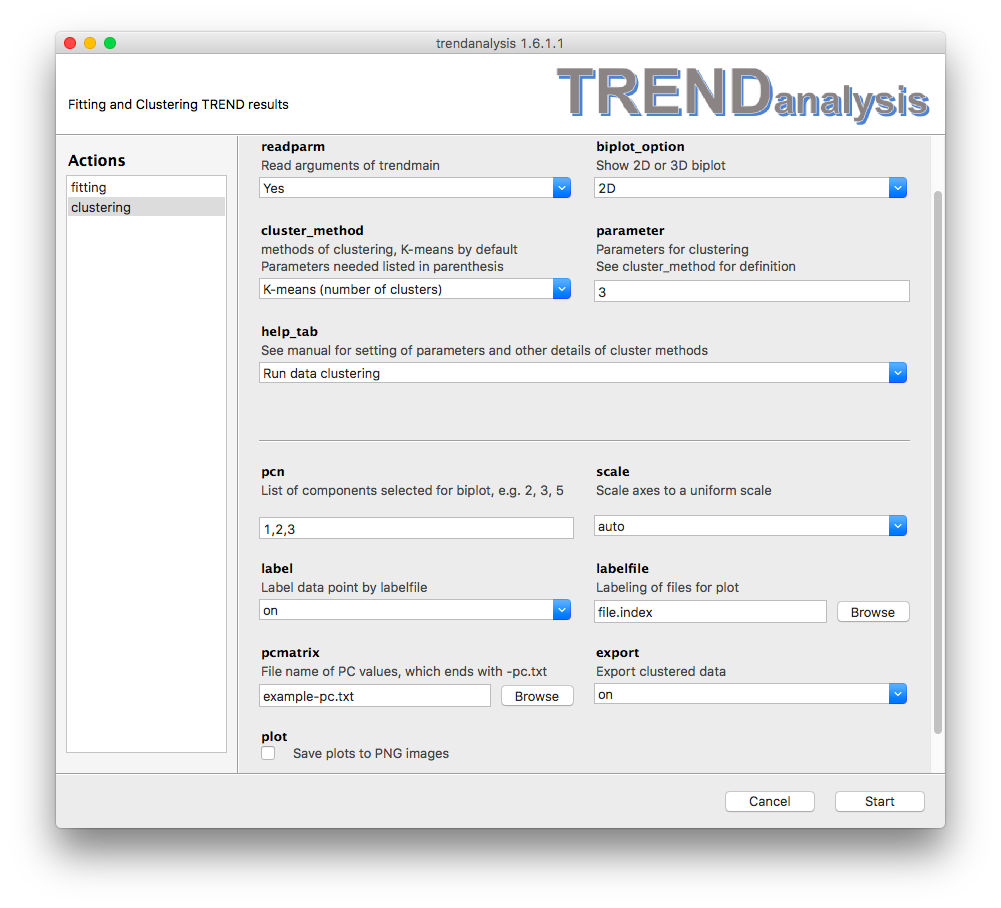 trendanalysis 1.6.1.1
Fitting and Clustering TREND results
TRENDanalysis
Actions
fitting
clustering
readparm
Read arguments of trendmain
Yes
biplot_option
Show 2D or 3D biplot
2D
cluster_method
methods of clustering, K-means by default
Parameters needed listed in parenthesis
K-means (number of clusters)
parameter
Parameters for clustering
See cluster_method for definition
3
help_tab
See manual for setting of parameters and other details of cluster methods
Run data clustering
pcn
List of components selected for biplot, e.g. 2, 3, 5
1,2,3
scale
Scale axes to a uniform scale
auto
label
Label data point by labelfile
on
labelfile
Labeling of files for plot
file.index
Browse
pcmatrix
File name of PC values, which ends with -pc.txt
example-pc.txt
Browse
export
Export clustered data
on
plot
Save plots to PNG images
Cancel
Start